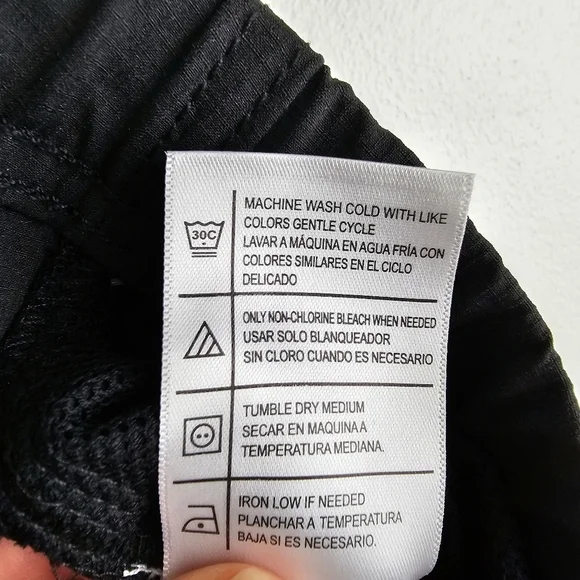 30C
MACHINE WASH COLD WITH LIKE
COLORS GENTLE CYCLE
LAVAR A MÁQUINA EN AGUA FRÍA CON
COLORES SIMILARES EN EL CICLO
DELICADO
ONLY NON-CHLORINE BLEACH WHEN NEEDED
USAR SOLO BLANQUEADOR
SIN CLORO CUANDO ES NECESARIO
TUMBLE DRY MEDIUM
SECAR EN MAQUINA A
TEMPERATURA MEDIANA.
IRON LOW IF NEEDED
PLANCHAR A TEMPERATURA
BAJA SI ES NECESARIO.